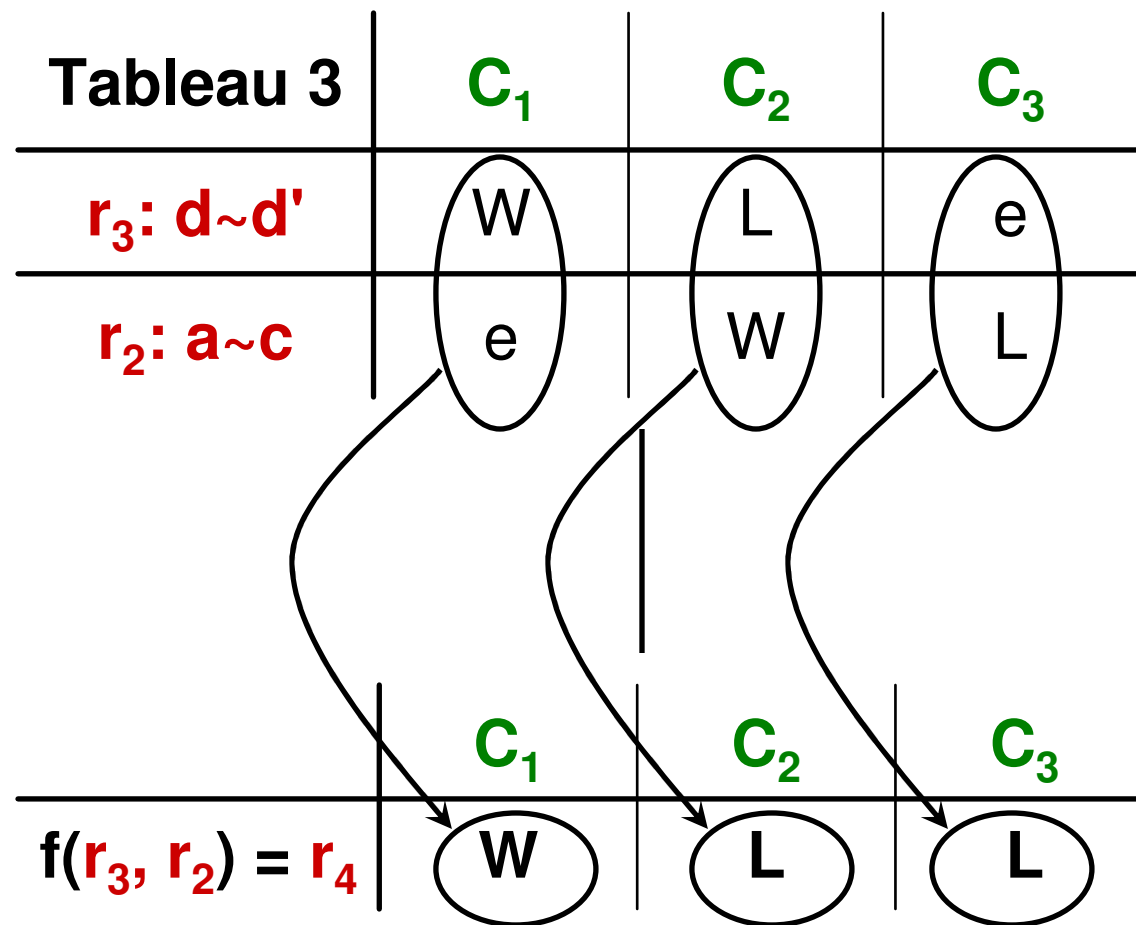 Tableau 3 C₁ C₂ C₃
r₃: d~d' W L e
r₂: a~c e W L
C₁ C₂ C₃
f(r₃, r₂) = r₄ W L L